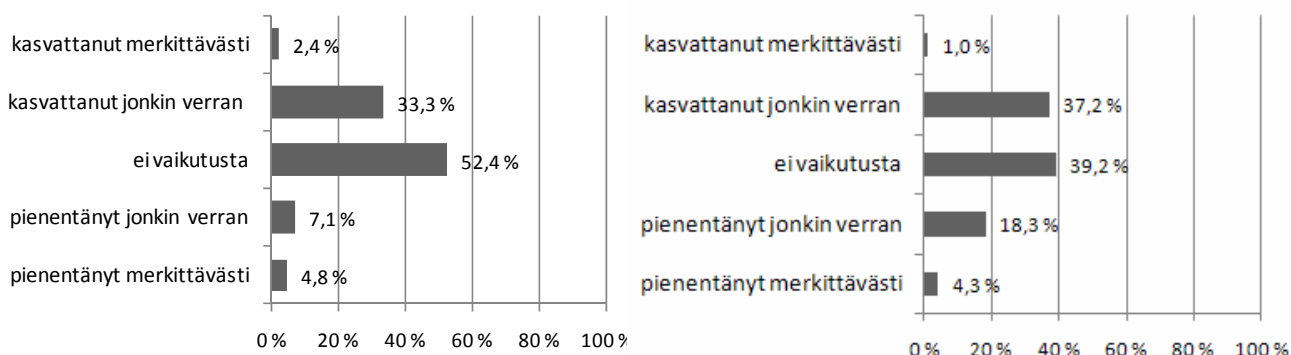 kasvattanut merkittävästi 2,4 %
kasvattanut jonkin verran 33,3 %
ei vaikutusta 52,4 %
pienentänyt jonkin verran 7,1 %
pienentänyt merkittävästi 4,8 %
0 % 20 % 40 % 60 % 80 % 100 %
kasvattanut merkittävästi 1,0 %
kasvattanut jonkin verran 37,2 %
ei vaikutusta 39,2 %
pienentänyt jonkin verran 18,3 %
pienentänyt merkittävästi 4,3 %
0 % 20 % 40 % 60 % 80 % 100 %